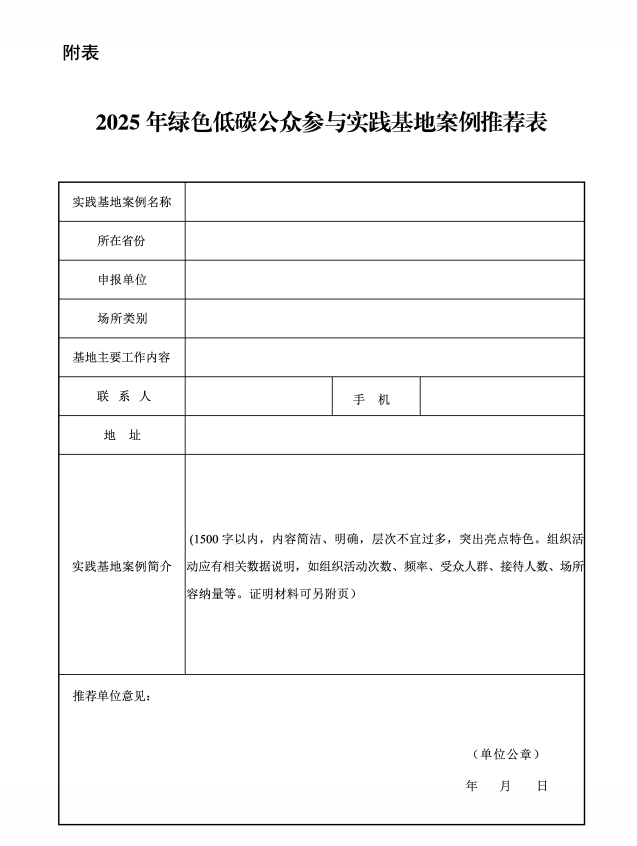 附表
2025 年绿色低碳公众参与实践基地案例推荐表
实践基地案例名称
所在省份
申报单位
场所类别
基地主要工作内容
联 系 人
手 机
地 址
实践基地案例简介
(1500 字以内，内容简洁、明确，层次不宜过多，突出亮点特色。组织活
动应有相关数据说明，如组织活动次数、频率、受众人群、接待人数、场所
容纳量等。证明材料可另附页）
推荐单位意见：
（单位公章）
年 月 日